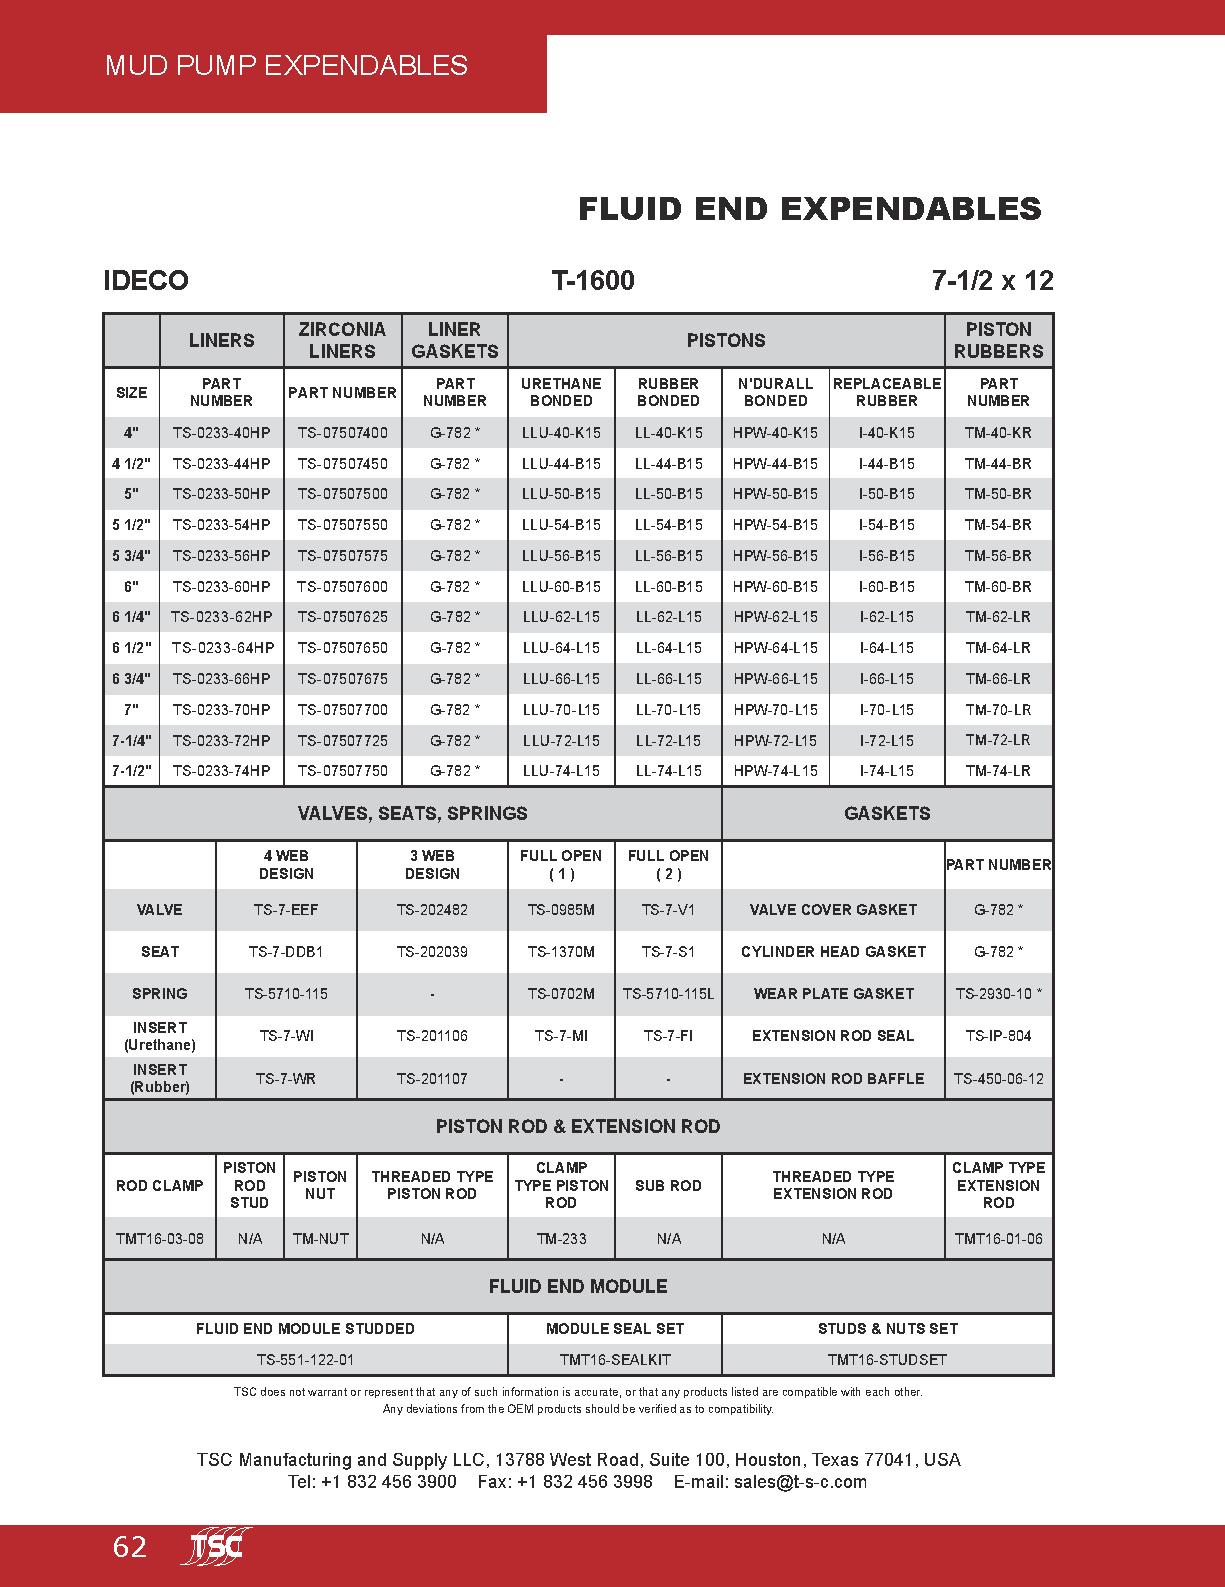 MUD PUMP EXPENDABLES
FLUID END EXPENDABLES
IDECO T-1600 7-1/2 x 12
LINERS ZIRCONIA LINERS LINER GASKETS PISTONS PISTON RUBBERS
SIZE PART NUMBER PART NUMBER PART NUMBER URETHANE BONDED RUBBER BONDED N'DURALL BONDED REPLACEABLE RUBBER PART NUMBER
4" TS-0233-40HP TS-07507400 G-782 * LLU-40-K15 LL-40-K15 HPW-40-K15 I-40-K15 TM-40-KR
4 1/2" TS-0233-44HP TS-07507450 G-782 * LLU-44-B15 LL-44-B15 HPW-44-B15 I-44-B15 TM-44-BR
5" TS-0233-50HP TS-07507500 G-782 * LLU-50-B15 LL-50-B15 HPW-50-B15 I-50-B15 TM-50-BR
5 1/2" TS-0233-54HP TS-07507550 G-782 * LLU-54-B15 LL-54-B15 HPW-54-B15 I-54-B15 TM-54-BR
5 3/4" TS-0233-56HP TS-07507575 G-782 * LLU-56-B15 LL-56-B15 HPW-56-B15 I-56-B15 TM-56-BR
6" TS-0233-60HP TS-07507600 G-782 * LLU-60-B15 LL-60-B15 HPW-60-B15 I-60-B15 TM-60-BR
6 1/4" TS-0233-62HP TS-07507625 G-782 * LLU-62-L15 LL-62-L15 HPW-62-L15 I-62-L15 TM-62-LR
6 1/2" TS-0233-64HP TS-07507650 G-782 * LLU-64-L15 LL-64-L15 HPW-64-L15 I-64-L15 TM-64-LR
6 3/4" TS-0233-66HP TS-07507675 G-782 * LLU-66-L15 LL-66-L15 HPW-66-L15 I-66-L15 TM-66-LR
7" TS-0233-70HP TS-07507700 G-782 * LLU-70-L15 LL-70-L15 HPW-70-L15 I-70-L15 TM-70-LR
7-1/4" TS-0233-72HP TS-07507725 G-782 * LLU-72-L15 LL-72-L15 HPW-72-L15 I-72-L15 TM-72-LR
7-1/2" TS-0233-74HP TS-07507750 G-782 * LLU-74-L15 LL-74-L15 HPW-74-L15 I-74-L15 TM-74-LR
VALVES, SEATS, SPRINGS GASKETS
4 WEB DESIGN 3 WEB DESIGN FULL OPEN ( 1 ) FULL OPEN ( 2 ) PART NUMBER
VALVE TS-7-EEF TS-202482 TS-0985M TS-7-V1 VALVE COVER GASKET G-782 *
SEAT TS-7-DDB1 TS-202039 TS-1370M TS-7-S1 CYLINDER HEAD GASKET G-782 *
SPRING TS-5710-115 - TS-0702M TS-5710-115L WEAR PLATE GASKET TS-2930-10 *
INSERT (Urethane) TS-7-WI TS-201106 TS-7-MI TS-7-FI EXTENSION ROD SEAL TS-IP-804
INSERT (Rubber) TS-7-WR TS-201107 - - EXTENSION ROD BAFFLE TS-450-06-12
PISTON ROD & EXTENSION ROD
ROD CLAMP PISTON ROD STUD PISTON NUT THREADED TYPE PISTON ROD CLAMP TYPE PISTON ROD SUB ROD THREADED TYPE EXTENSION ROD CLAMP TYPE EXTENSION ROD
TMT16-03-08 N/A TM-NUT N/A TM-233 N/A N/A TMT16-01-06
FLUID END MODULE
FLUID END MODULE STUDDED MODULE SEAL SET STUDS & NUTS SET
TS-551-122-01 TMT16-SEALKIT TMT16-STUDSET
TSC does not warrant or represent that any of such information is accurate, or that any products listed are compatible with each other.
Any deviations from the OEM products should be verified as to compatibility.
TSC Manufacturing and Supply LLC, 13788 West Road, Suite 100, Houston, Texas 77041, USA
Tel: +1 832 456 3900 Fax: +1 832 456 3998 E-mail: sales@t-s-c.com
62 TSC